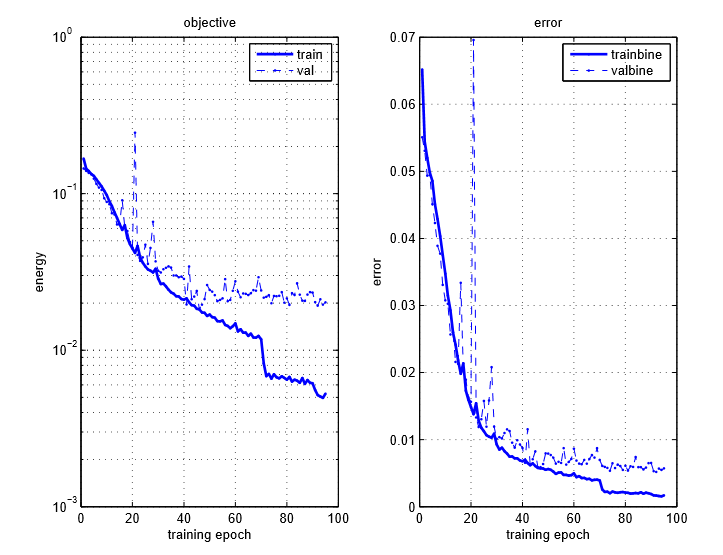 objective
error
10^0
10^-1
10^-2
10^-3
energy
train
val
0
20
40
60
80
100
training epoch
0.07
0.06
0.05
0.04
0.03
0.02
0.01
0
error
trainbine
valbine
0
20
40
60
80
100
training epoch